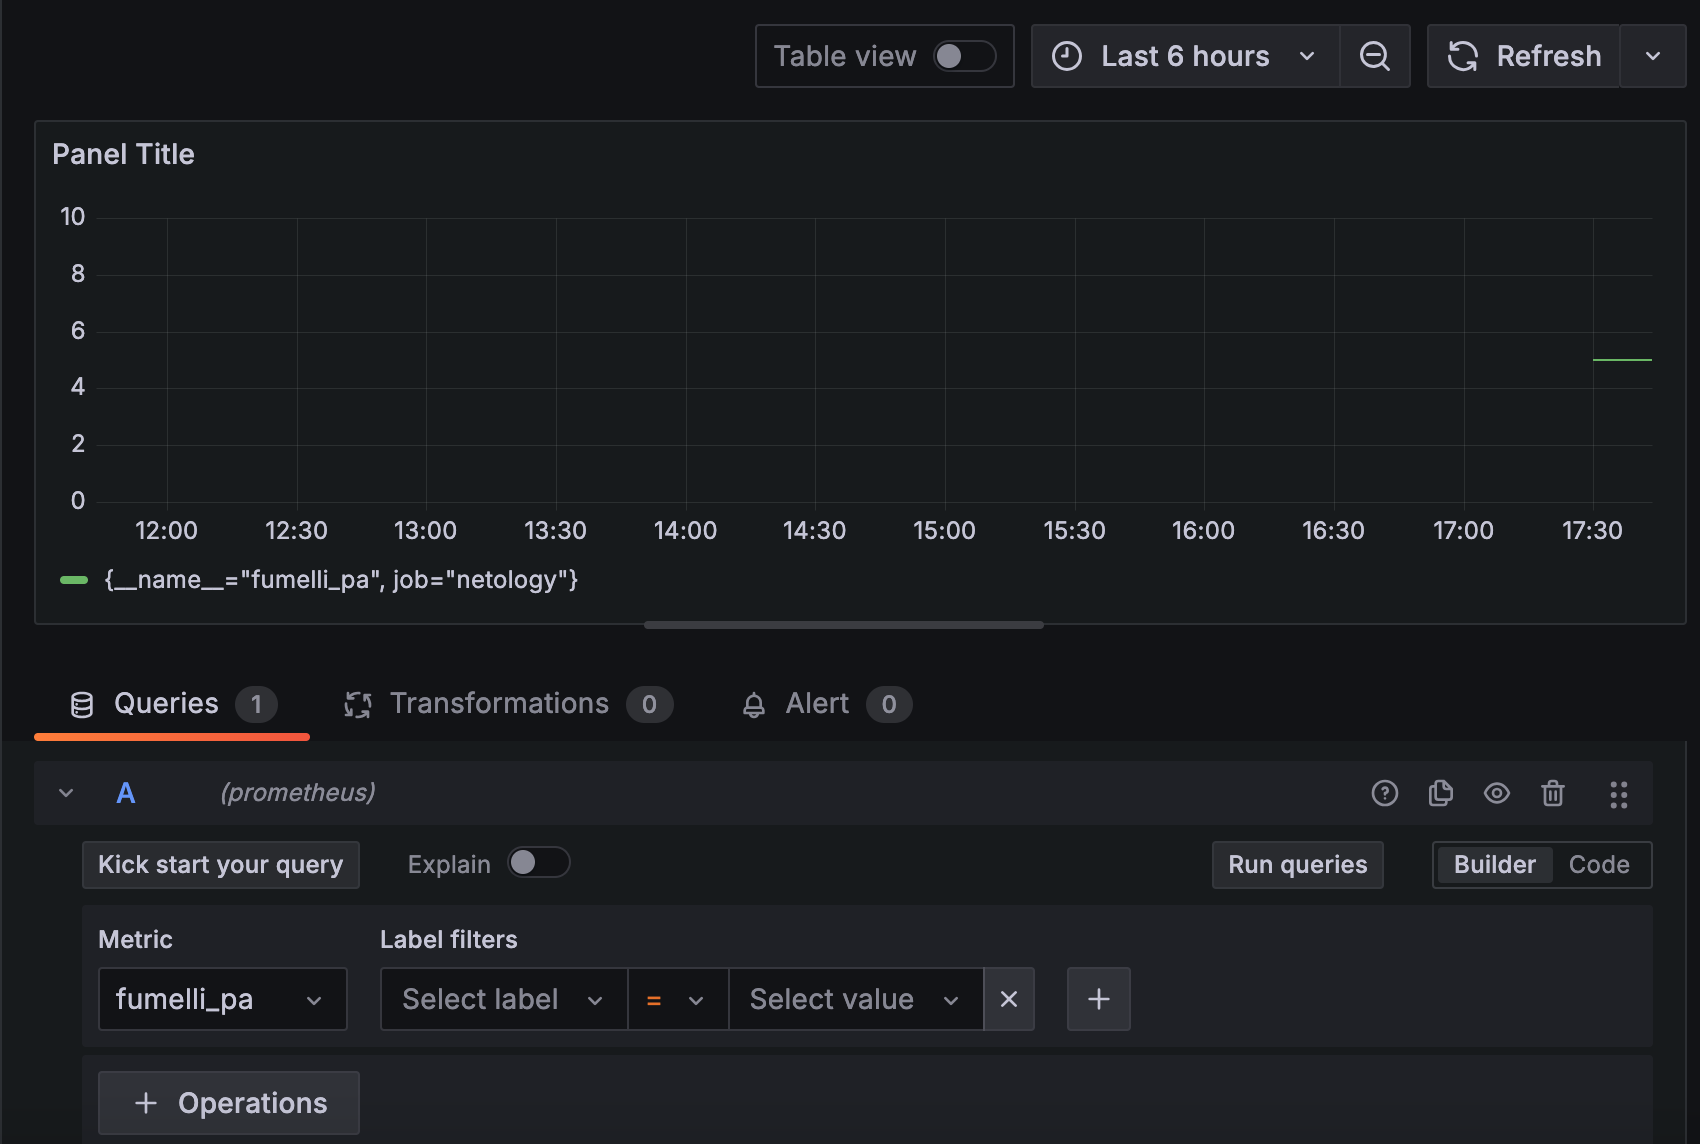 Table view Last 6 hours Refresh
Panel Title
10
8
6
4
2
0
12:00 12:30 13:00 13:30 14:00 14:30 15:00 15:30 16:00 16:30 17:00 17:30
{__name__="fumelli_pa", job="netology"}
Queries 1 Transformations 0 Alert 0
A (prometheus)
Kick start your query Explain Run queries Builder Code
Metric Label filters
fumelli_pa Select label = Select value
+ Operations